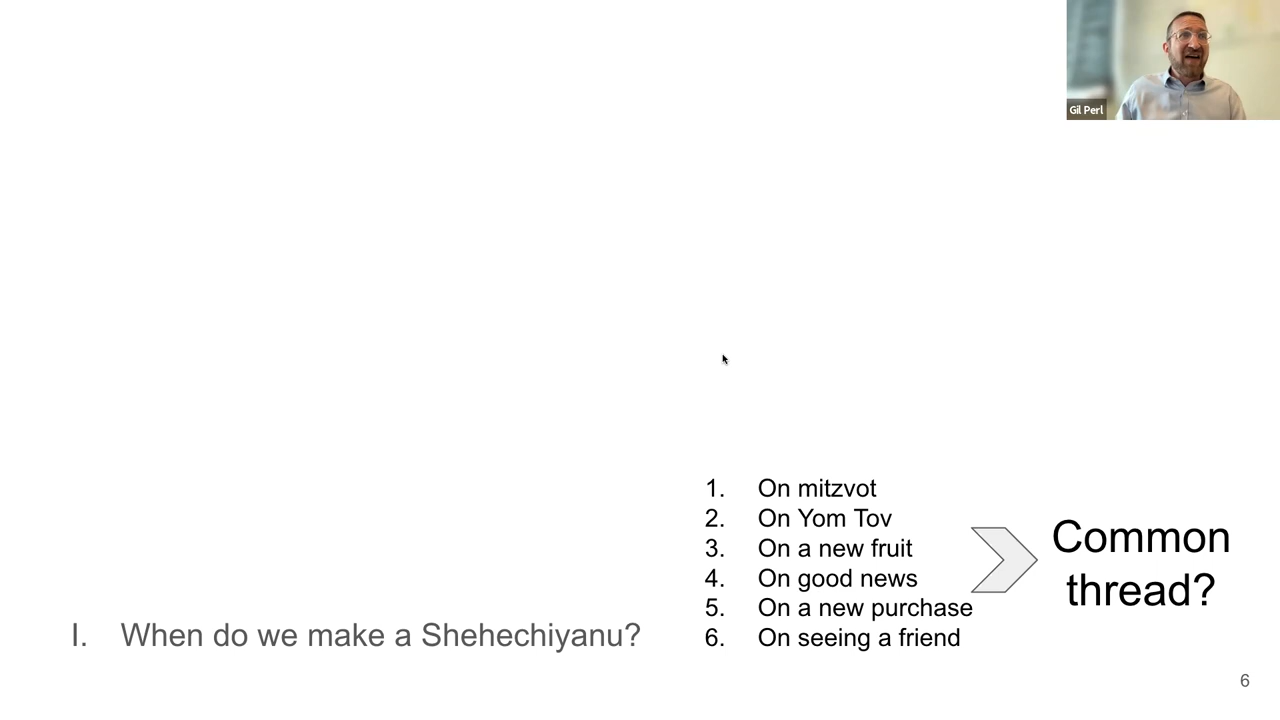 Gil Perl
1. On mitzvot
2. On Yom Tov
3. On a new fruit
4. On good news
5. On a new purchase
6. On seeing a friend
Common
thread?
I. When do we make a Shehechiyanu?
6